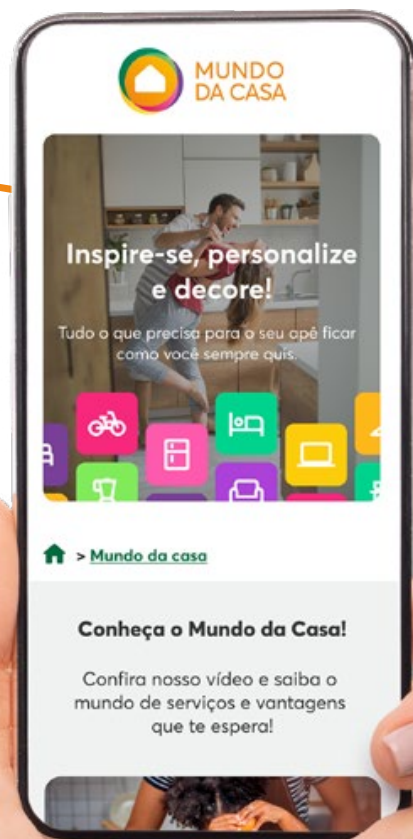 MUNDO
DA CASA
Inspire-se, personalize
e decore!
Tudo o que precisa para o seu apê ficar
como você sempre quis.
> Mundo da casa
Conheça o Mundo da Casa!
Confira nosso vídeo e saiba o
mundo de serviços e vantagens
que te espera!